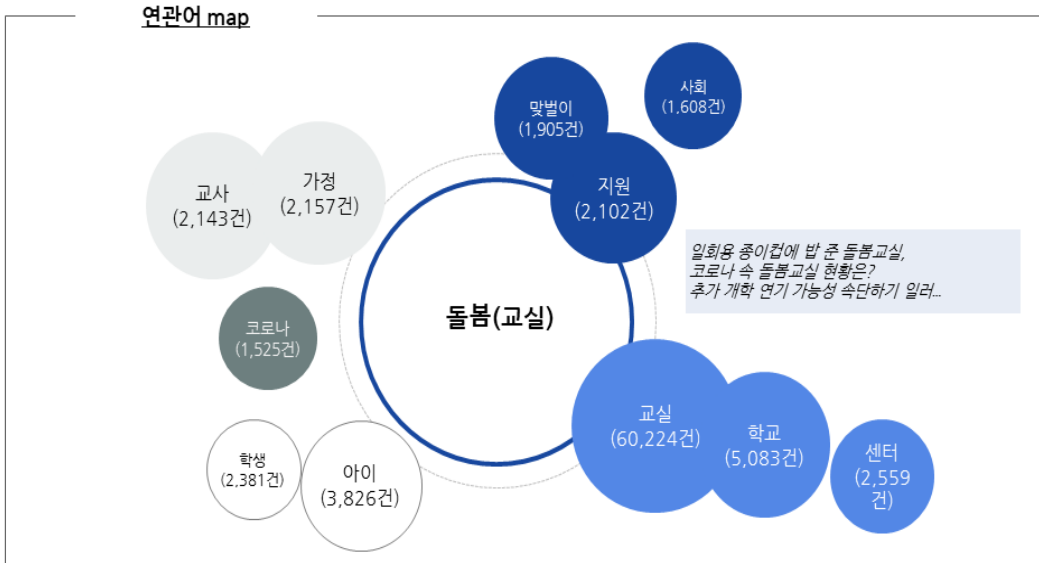 연관어 map
맞벌이
(1,905건)
사회
(1,608건)
교사
(2,143건)
가정
(2,157건)
지원
(2,102건)
일회용 종이컵에 밥 준 돌봄교실,
코로나 속 돌봄교실 현황은?
추가 개학 연기 가능성 속단하기 일러…
코로나
(1,525건)
돌봄(교실)
교실
(60,224건)
학교
(5,083건)
센터
(2,559
건)
학생
(2,381건)
아이
(3,826건)